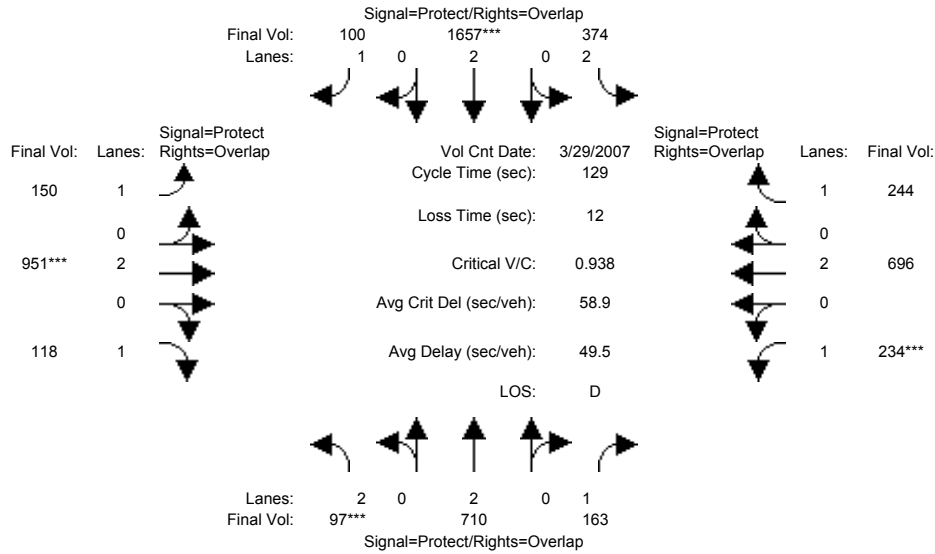 Signal=Protect/Rights=Overlap
Final Vol: 100 1657*** 374
Lanes: 1 0 2 0 2
Signal=Protect
Final Vol: Lanes: Rights=Overlap
Vol Cnt Date: 3/29/2007
Signal=Protect
Rights=Overlap Lanes: Final Vol:
Cycle Time (sec): 129
150 1
1 244
Loss Time (sec): 12
0
0
951*** 2
Critical V/C: 0.938
2 696
0
Avg Crit Del (sec/veh): 58.9
0
118 1
Avg Delay (sec/veh): 49.5
1 234***
LOS: D
Lanes: 2 0 2 0 1
Final Vol: 97*** 710 163
Signal=Protect/Rights=Overlap